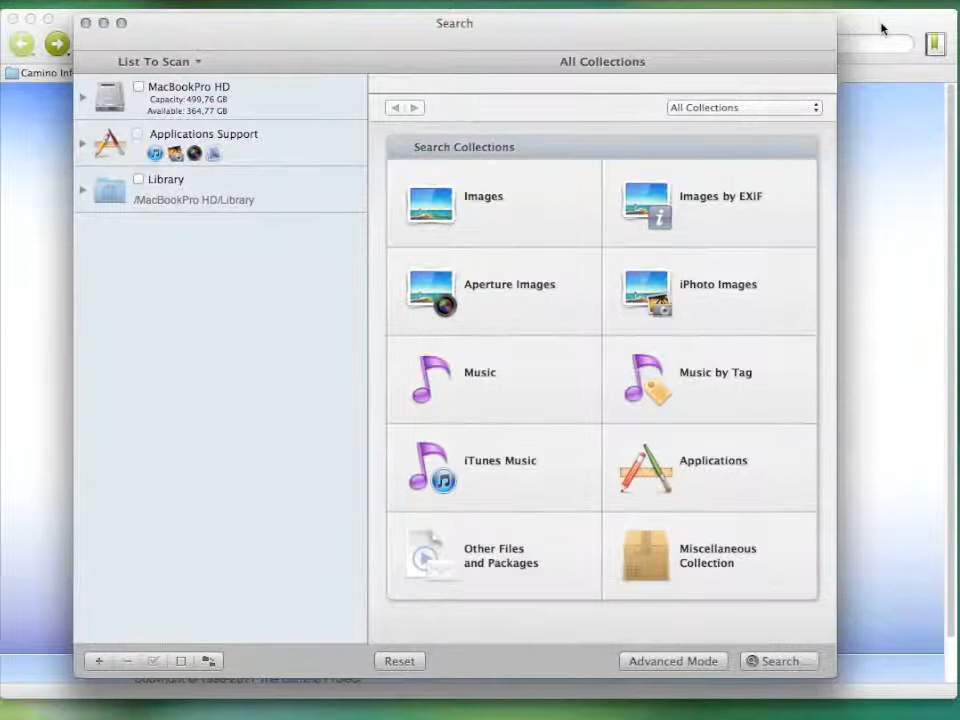 Search
List To Scan
All Collections
Camino Inf
MacBookPro HD
Capacity: 499,76 GB
Available: 364,77 GB
All Collections
Applications Support
Search Collections
Library
/MacBookPro HD/Library
Images
Images by EXIF
Aperture Images
iPhoto Images
Music
Music by Tag
iTunes Music
Applications
Other Files
and Packages
Miscellaneous
Collection
Reset
Advanced Mode
Search...